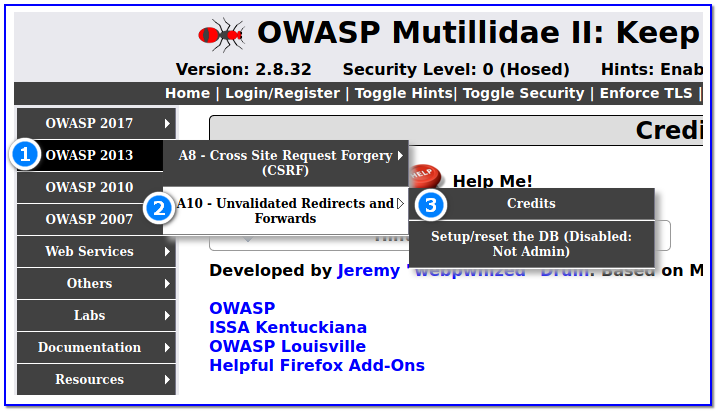 OWASP Mutillidae II: Keep
Version: 2.8.32 Security Level: 0 (Hosed) Hints: Enab
Home | Login/Register | Toggle Hints| Toggle Security | Enforce TLS |
OWASP 2017
1
OWASP 2013
OWASP 2010
OWASP 2007
Web Services
Others
Labs
Documentation
Resources
A8 - Cross Site Request Forgery
(CSRF)
2
A10 - Unvalidated Redirects and
Forwards
3
Credits
Setup/reset the DB (Disabled:
Not Admin)
Credi
HELP
Help Me!
Developed by Jeremy "webpwnized" Druin. Based on M
OWASP
ISSA Kentuckiana
OWASP Louisville
Helpful Firefox Add-Ons